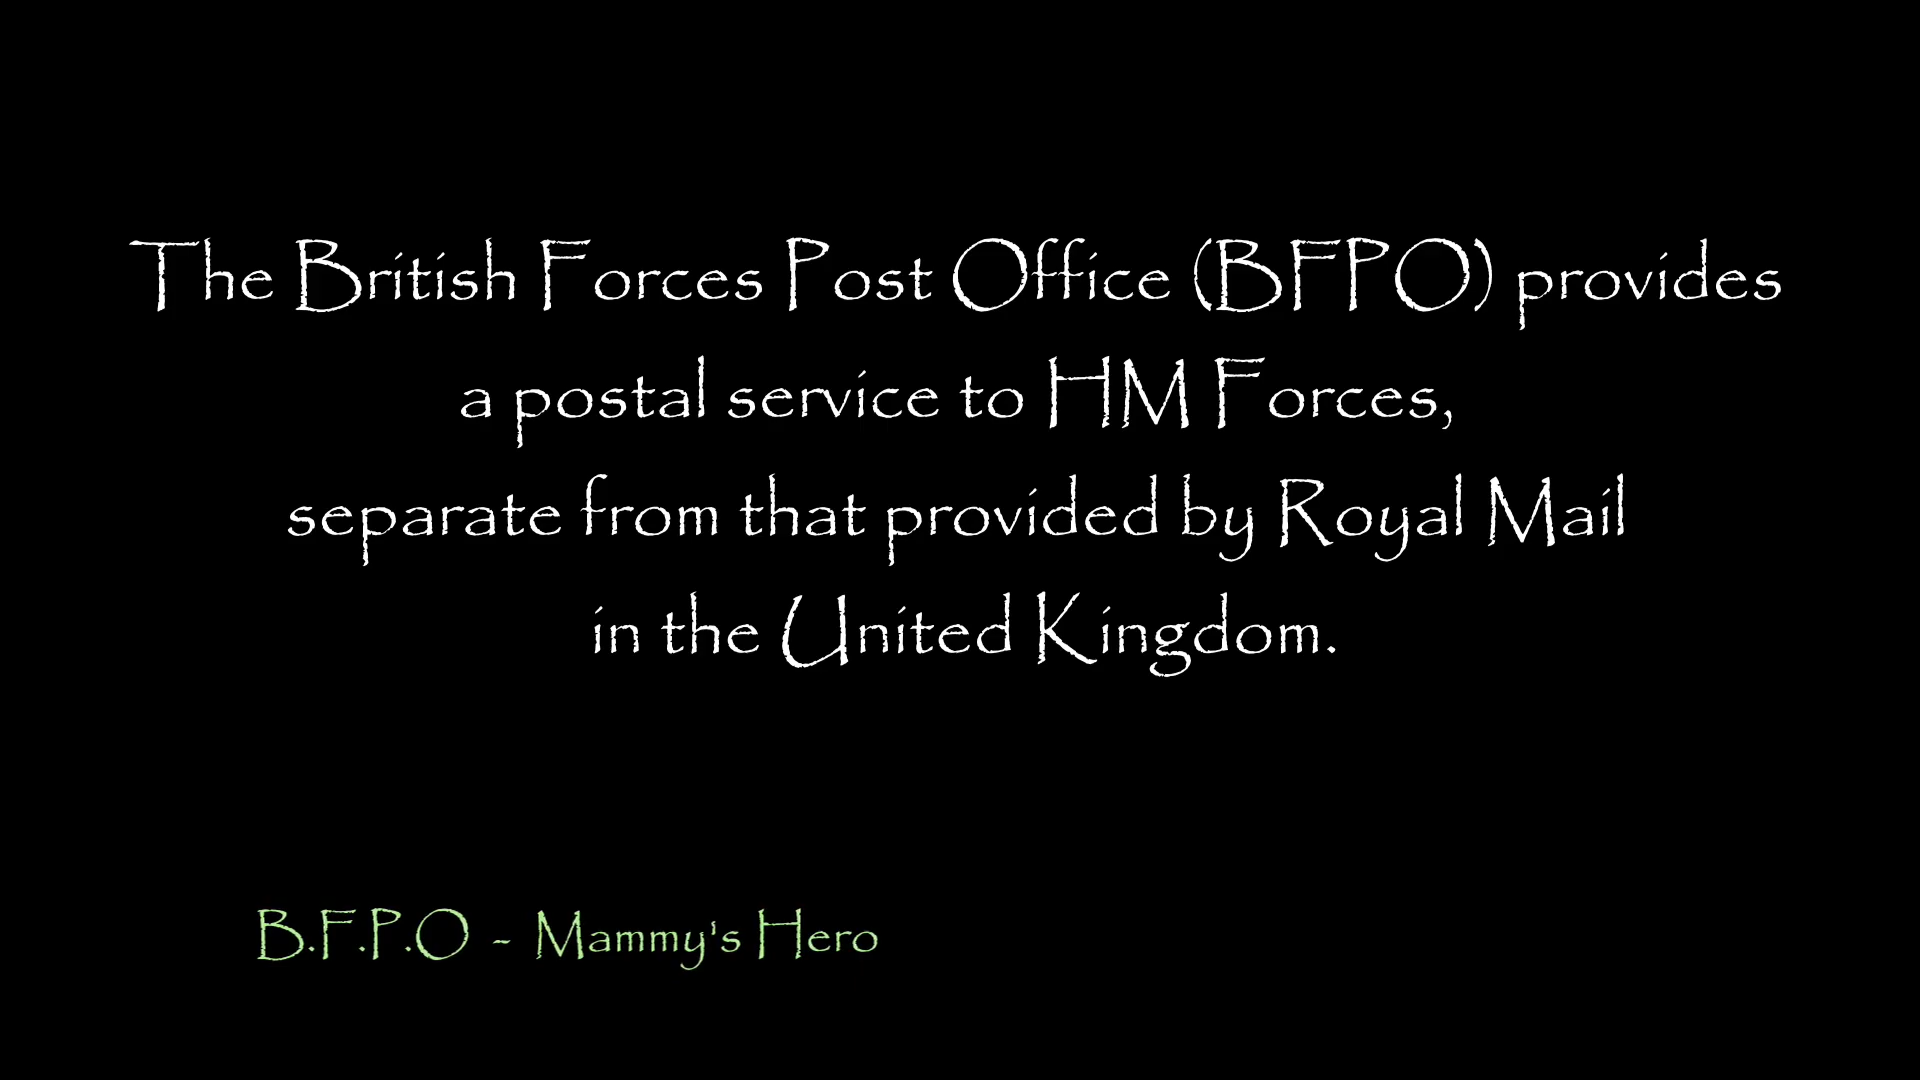 The British Forces Post Office (BFPO) provides
a postal service to HM Forces,
separate from that provided by Royal Mail
in the United Kingdom.
B.F.P.O - Mammy's Hero